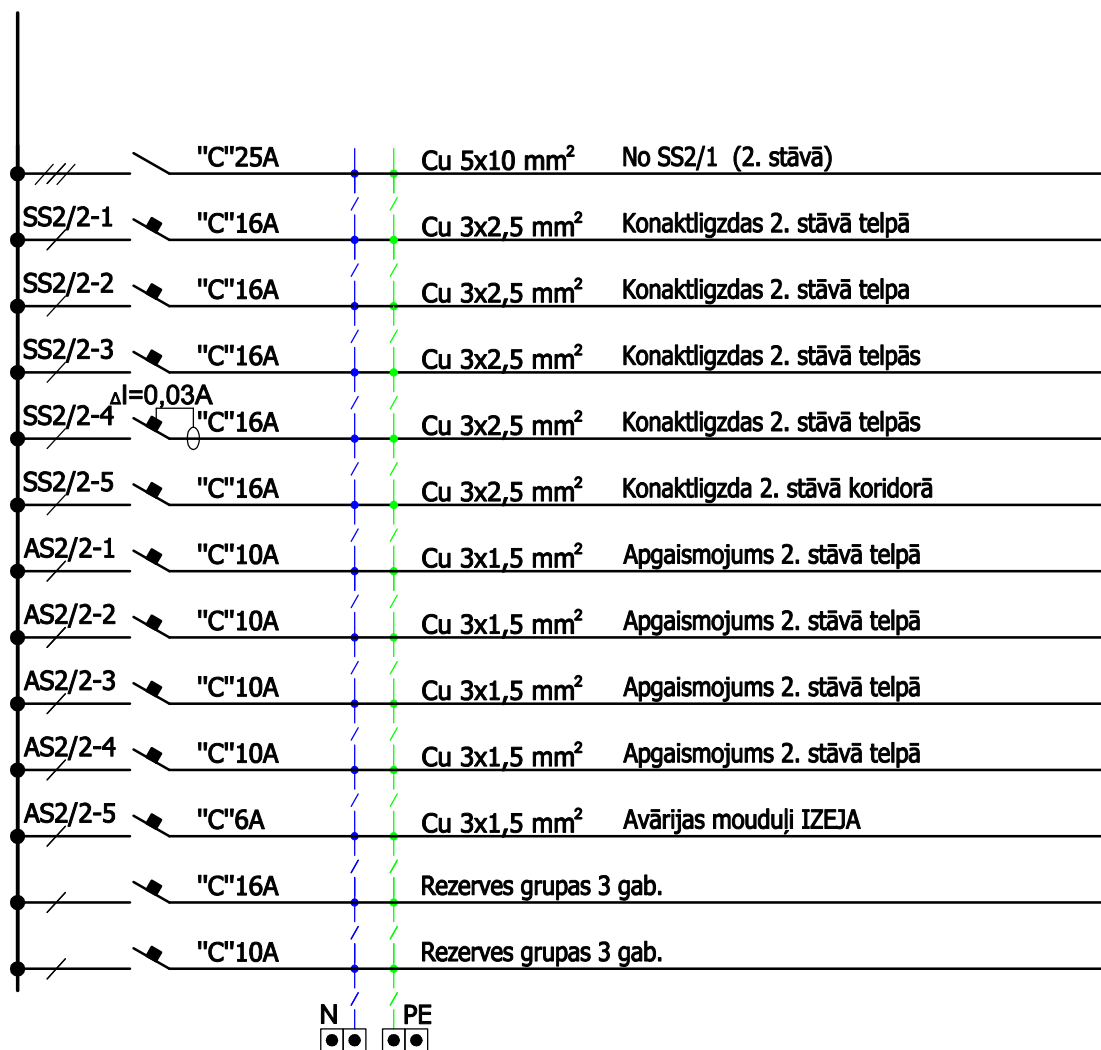 "C"25A Cu 5x10 mm² No SS2/1 (2. stāvā)
SS2/2-1 "C"16A Cu 3x2,5 mm² Konaktligzdas 2. stāvā telpā
SS2/2-2 "C"16A Cu 3x2,5 mm² Konaktligzdas 2. stāvā telpa
SS2/2-3 "C"16A Cu 3x2,5 mm² Konaktligzdas 2. stāvā telpās
ΔI=0,03A
SS2/2-4 "C"16A Cu 3x2,5 mm² Konaktligzdas 2. stāvā telpās
SS2/2-5 "C"16A Cu 3x2,5 mm² Konaktligzda 2. stāvā koridorā
AS2/2-1 "C"10A Cu 3x1,5 mm² Apgaismojums 2. stāvā telpā
AS2/2-2 "C"10A Cu 3x1,5 mm² Apgaismojums 2. stāvā telpā
AS2/2-3 "C"10A Cu 3x1,5 mm² Apgaismojums 2. stāvā telpā
AS2/2-4 "C"10A Cu 3x1,5 mm² Apgaismojums 2. stāvā telpā
AS2/2-5 "C"6A Cu 3x1,5 mm² Avārijas mouduļi IZEJA
"C"16A Rezerves grupas 3 gab.
"C"10A Rezerves grupas 3 gab.
N PE